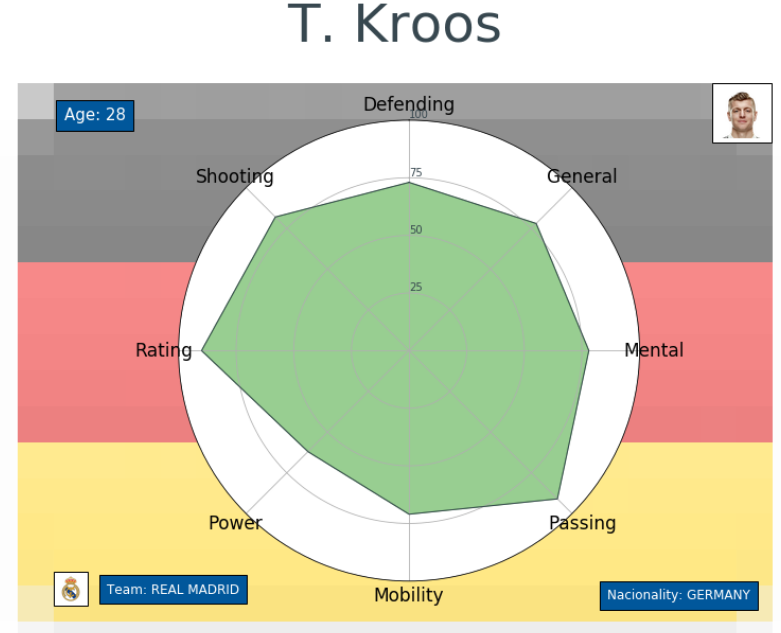 T. Kroos
Defending
100
Age: 28
75
Shooting
General
50
25
Rating
Mental
Power
Passing
Team: REAL MADRID
Mobility
Nacionality: GERMANY